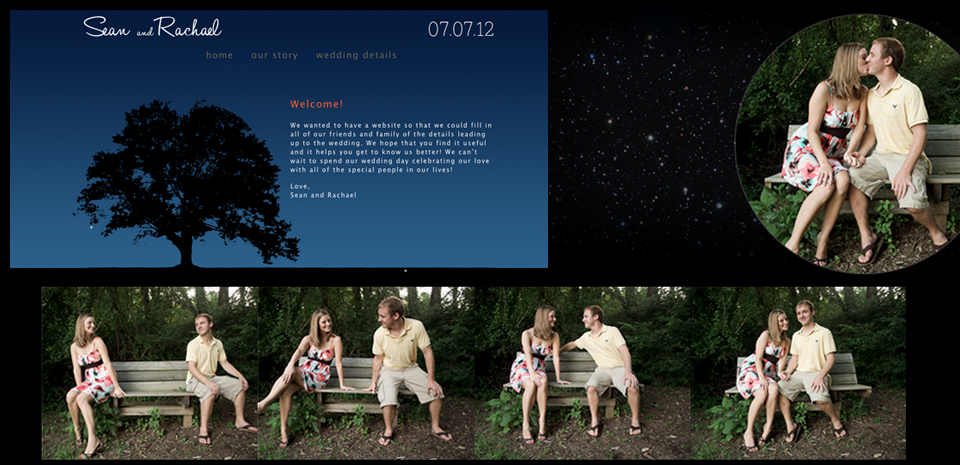 Sean and Rachael
07.07.12
home our story wedding details
Welcome!
We wanted to have a website so that we could fill in
all of our friends and family of the details leading
up to the wedding. We hope that you find it useful
and it helps you get to know us better! We can't
wait to spend our wedding day celebrating our love
with all of the special people in our lives!
Love,
Sean and Rachael